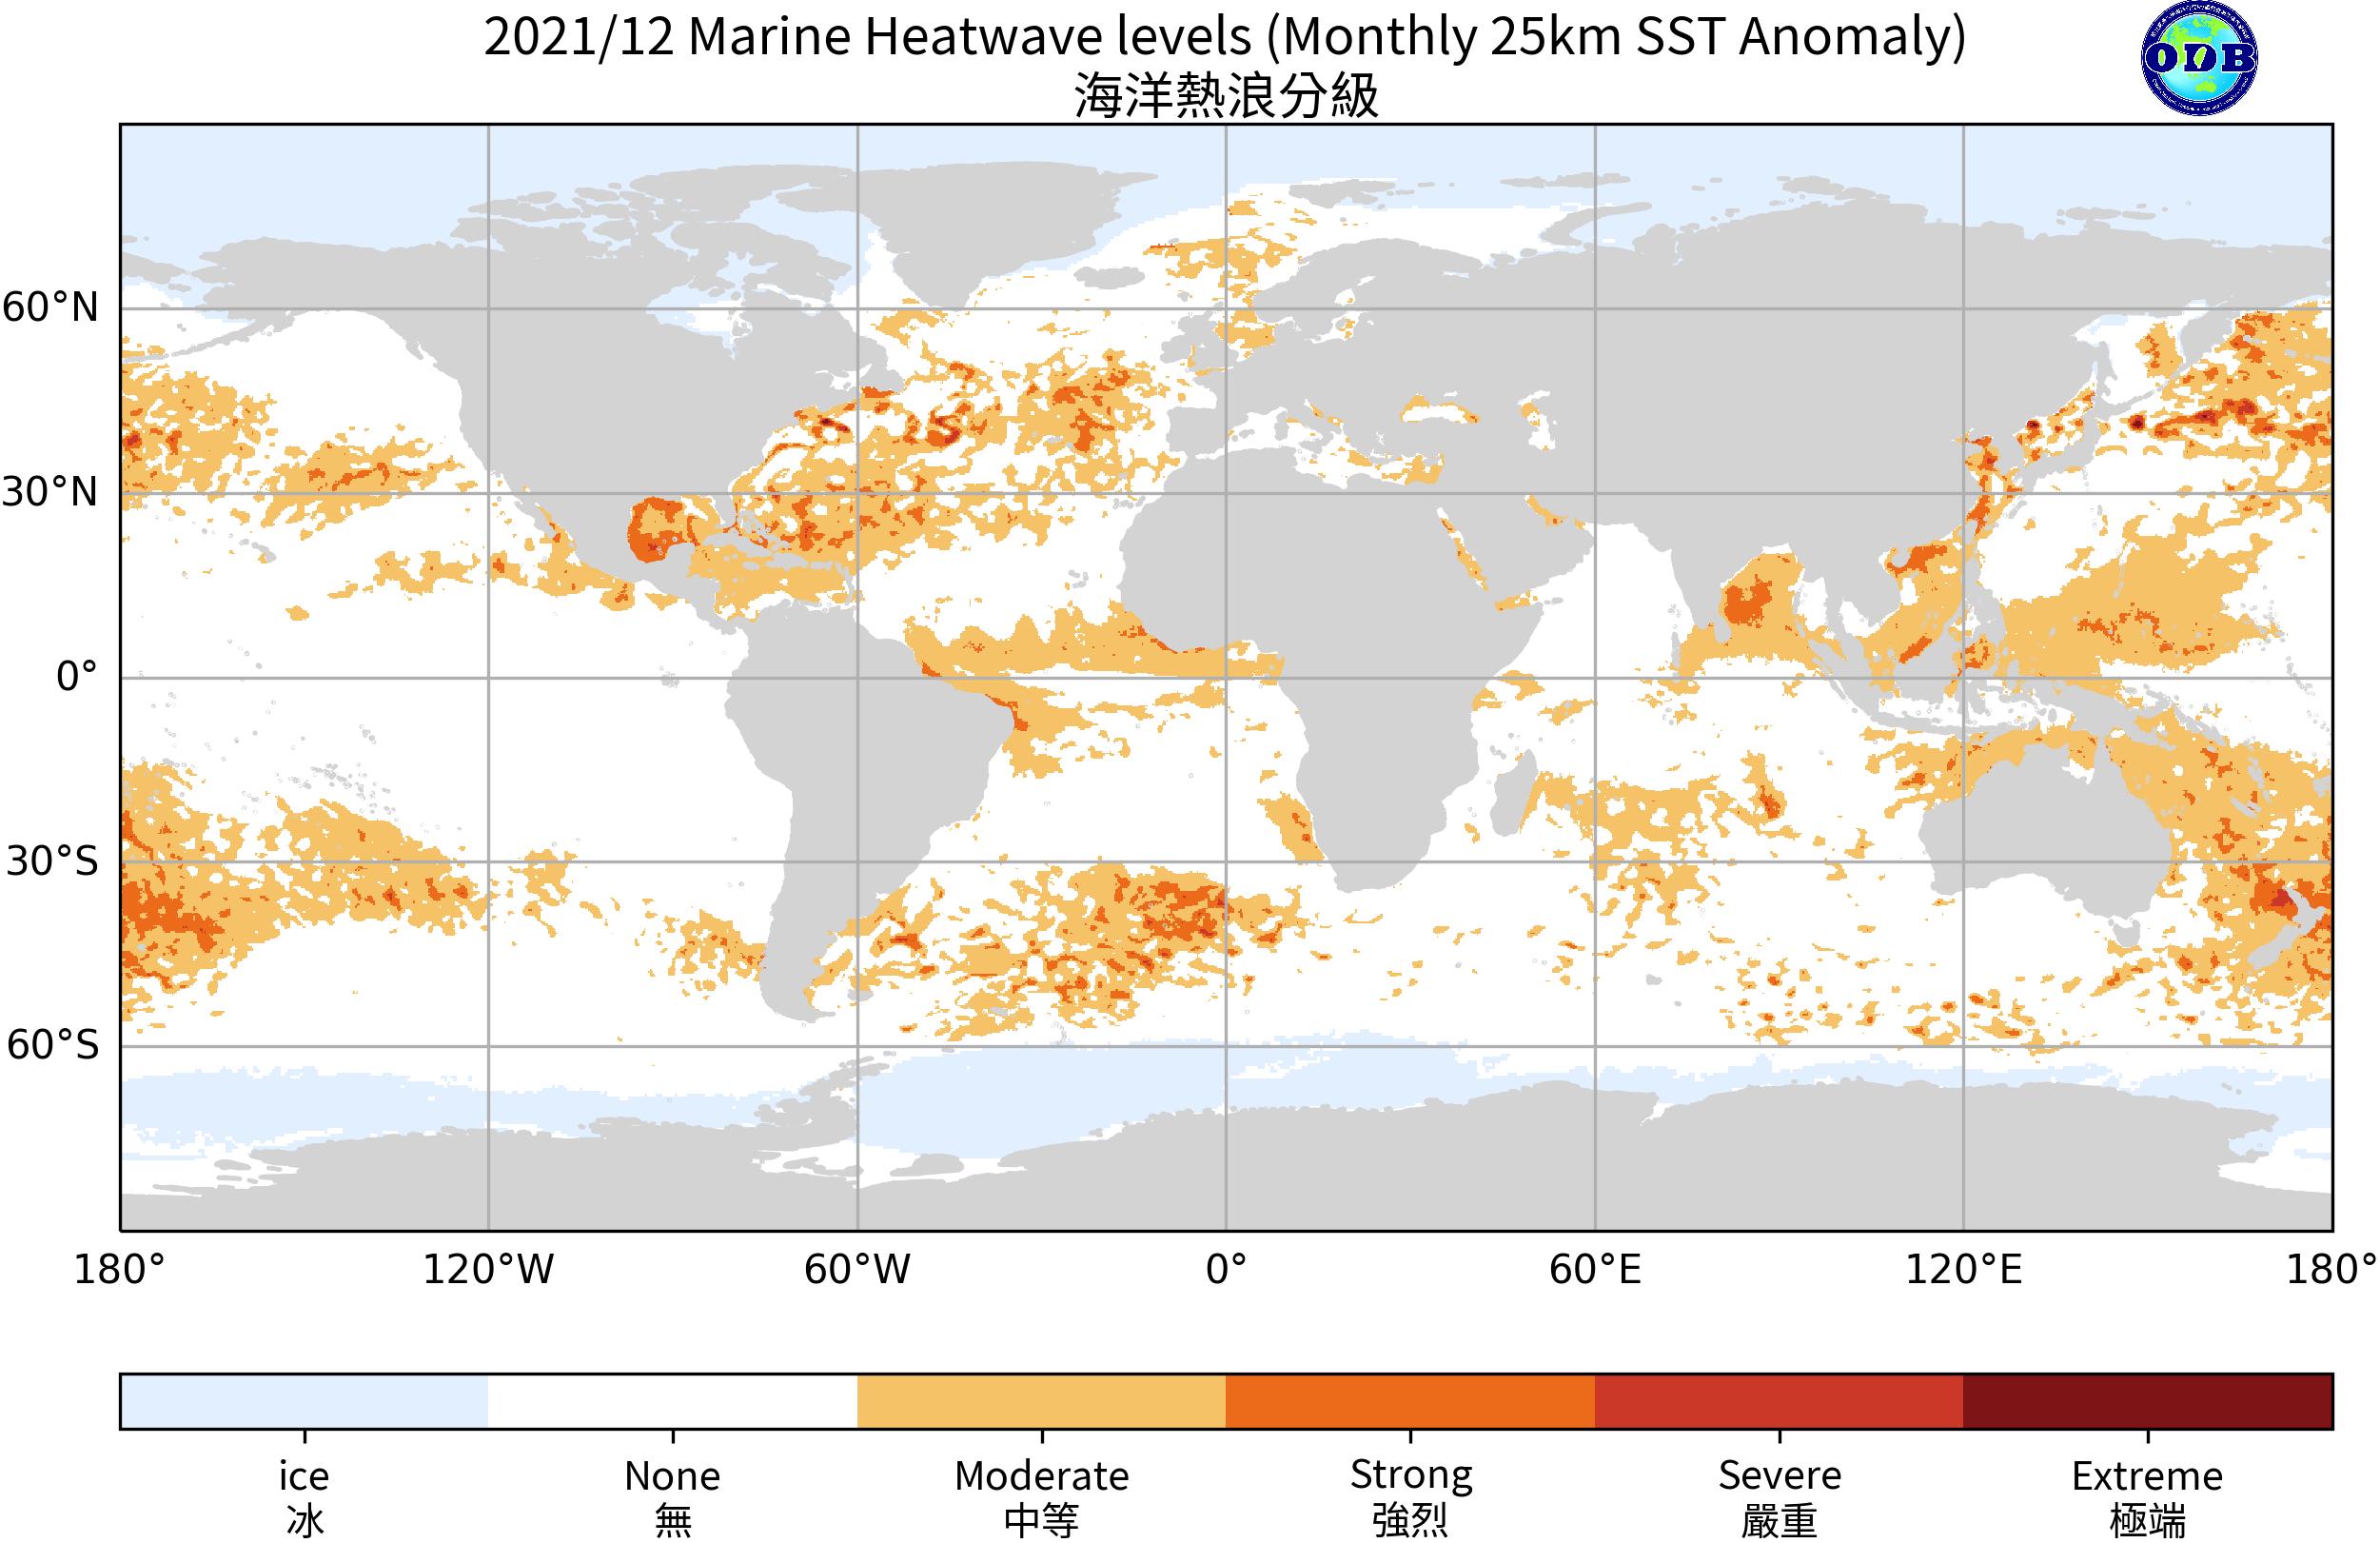 2021/12 Marine Heatwave levels (Monthly 25km SST Anomaly)
海洋熱浪分級
ODB
60°N
30°N
0°
30°S
60°S
180° 120°W 60°W 0° 60°E 120°E 180°
ice None Moderate Strong Severe Extreme
冰 無 中等 強烈 嚴重 極端